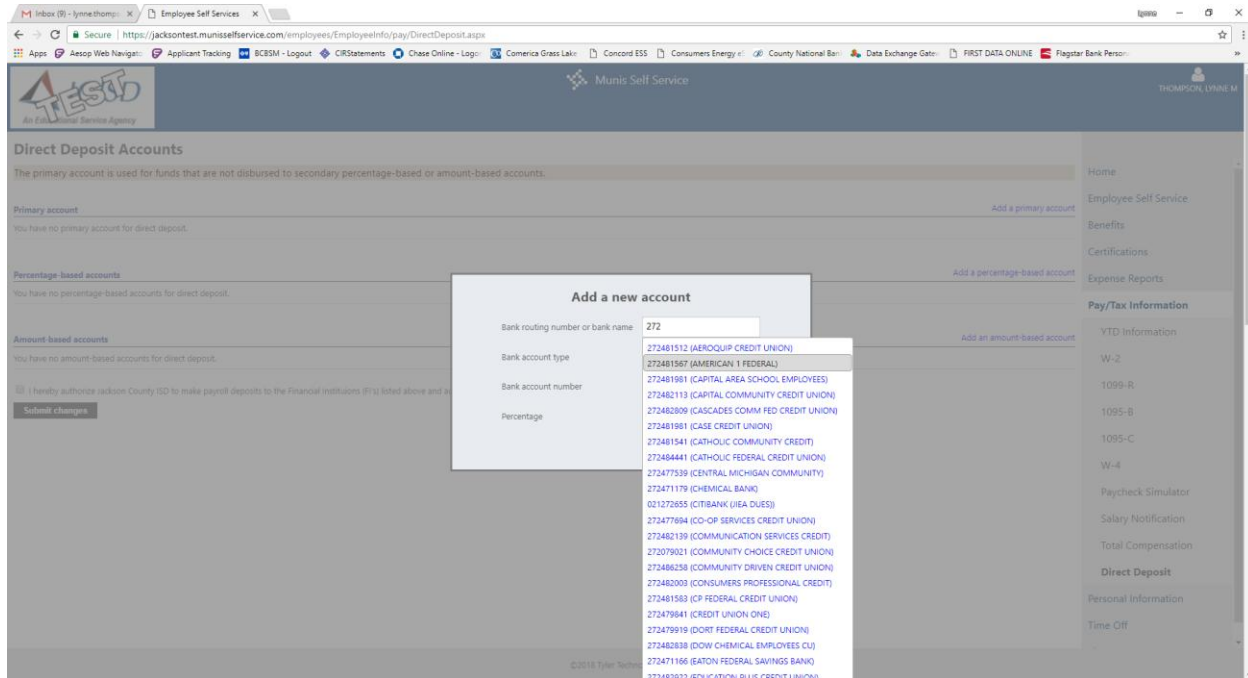 Inbox (9) - lynne.thomps
Employee Self Services
Lynne
Secure | https://jacksontest.munisselfservice.com/employees/EmployeeInfo/pay/DirectDeposit.aspx
Apps Aesop Web Navigato Applicant Tracking BCBSM - Logout CIRStatements Chase Online - Logo Comerica Grass Lake Concord ESS Consumers Energy County National Ban Data Exchange Gatew FIRST DATA ONLINE Flagstar Bank Person »
TESTD
An Educational Service Agency
Munis Self Service
THOMPSON, LYNNE M
Direct Deposit Accounts
The primary account is used for funds that are not disbursed to secondary percentage-based or amount-based accounts.
Primary account
Add a primary account
You have no primary account for direct deposit.
Percentage-based accounts
Add a percentage-based account
You have no percentage-based accounts for direct deposit.
Amount-based accounts
Add an amount-based account
You have no amount-based accounts for direct deposit.
I hereby authorize Jackson County ISD to make payroll deposits to the Financial Instituions (FI's) listed above and au
Submit changes
Add a new account
Bank routing number or bank name 272
Bank account type
Bank account number
Percentage
272481512 (AEROQUIP CREDIT UNION)
272481567 (AMERICAN 1 FEDERAL)
272481981 (CAPITAL AREA SCHOOL EMPLOYEES)
272482113 (CAPITAL COMMUNITY CREDIT UNION)
272482809 (CASCADES COMM FED CREDIT UNION)
272481981 (CASE CREDIT UNION)
272481541 (CATHOLIC COMMUNITY CREDIT)
272484441 (CATHOLIC FEDERAL CREDIT UNION)
272477539 (CENTRAL MICHIGAN COMMUNITY)
272471179 (CHEMICAL BANK)
021272655 (CITIBANK (JIEA DUES))
272477694 (CO-OP SERVICES CREDIT UNION)
272482139 (COMMUNICATION SERVICES CREDIT)
272079021 (COMMUNITY CHOICE CREDIT UNION)
272486258 (COMMUNITY DRIVEN CREDIT UNION)
272482003 (CONSUMERS PROFESSIONAL CREDIT)
272481583 (CP FEDERAL CREDIT UNION)
272479841 (CREDIT UNION ONE)
272479919 (DORT FEDERAL CREDIT UNION)
272482838 (DOW CHEMICAL EMPLOYEES CU)
272471166 (EATON FEDERAL SAVINGS BANK)
272482922 (EDUCATION PLUS CREDIT UNION)
Home
Employee Self Service
Benefits
Certifications
Expense Reports
Pay/Tax Information
YTD Information
W-2
1099-R
1095-B
1095-C
W-4
Paycheck Simulator
Salary Notification
Total Compensation
Direct Deposit
Personal Information
Time Off
©2018 Tyler Techno